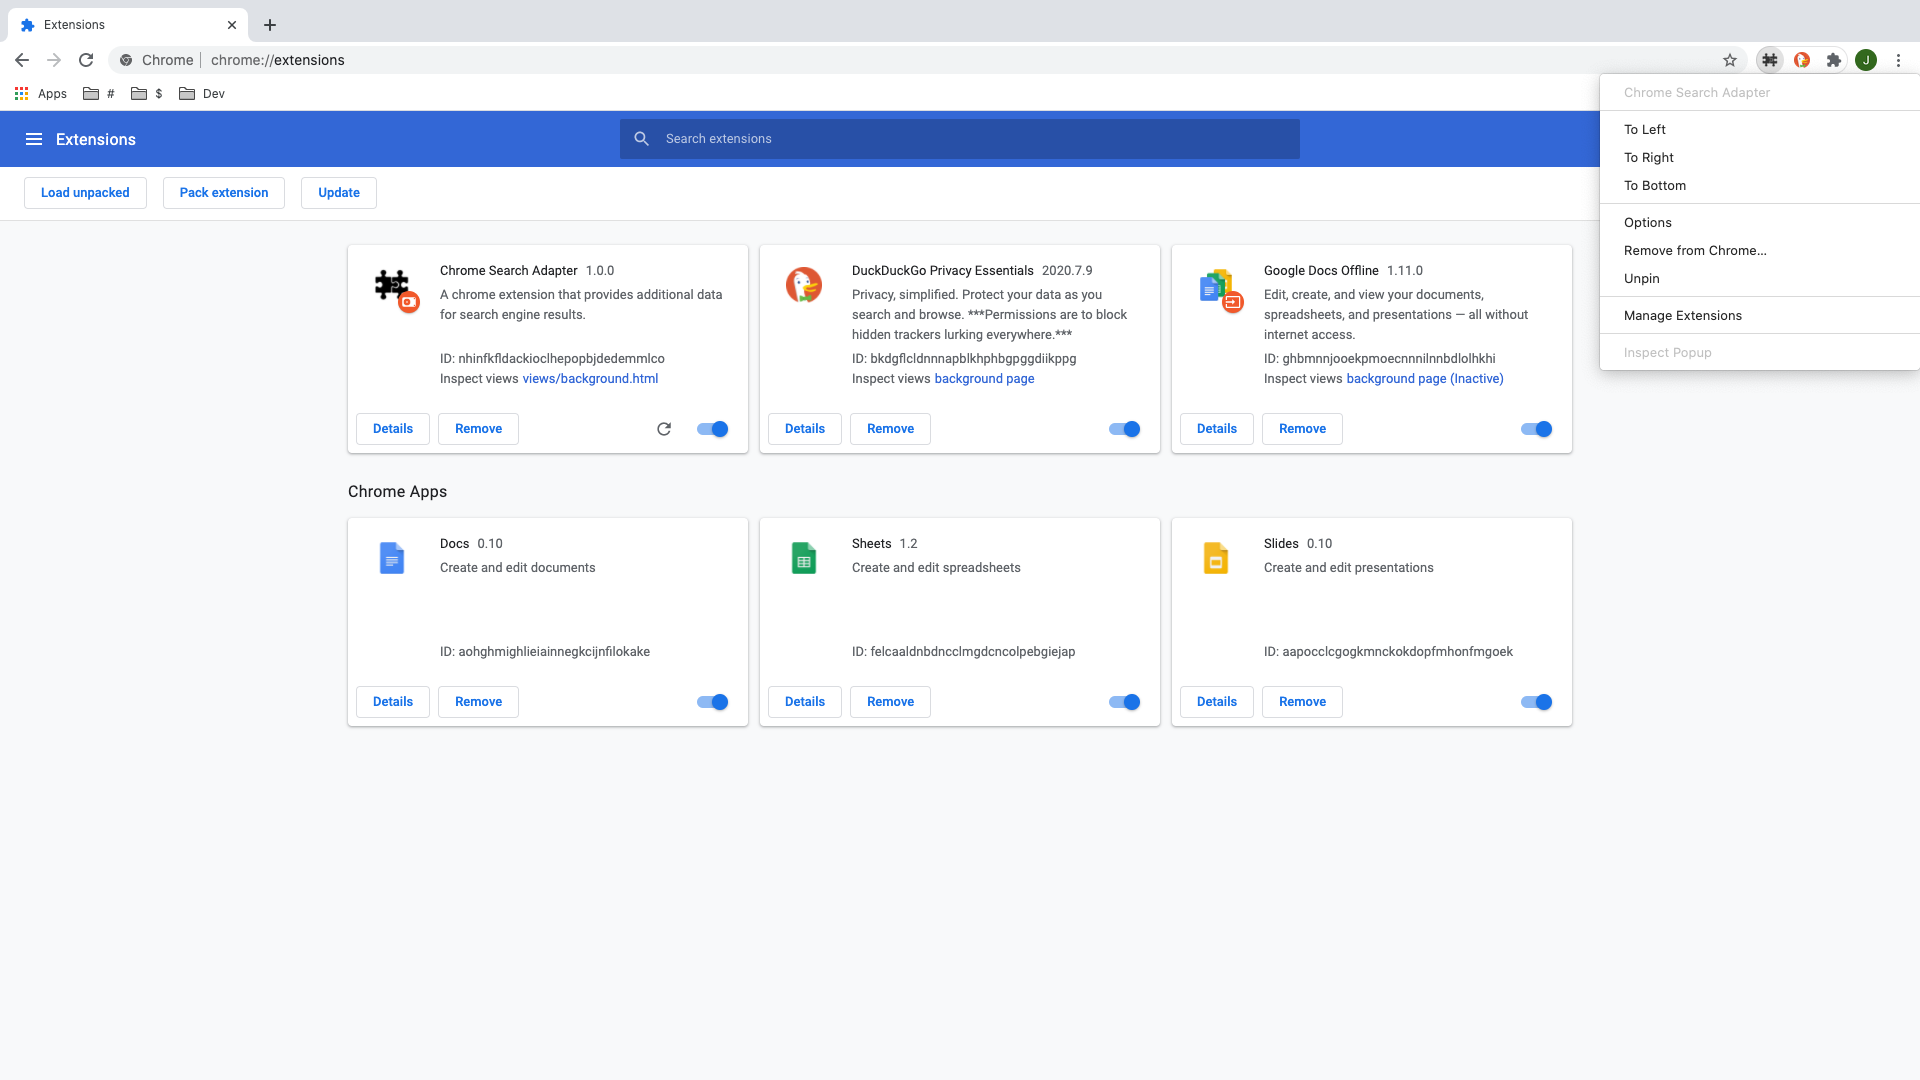 Extensions
Chrome
chrome://extensions
J
Apps
#
$
Dev
Extensions
Search extensions
Load unpacked
Pack extension
Update
Chrome Search Adapter
To Left
To Right
To Bottom
Options
Remove from Chrome...
Unpin
Manage Extensions
Inspect Popup
Chrome Search Adapter 1.0.0
A chrome extension that provides additional data
for search engine results.
ID: nhinfkfldackioclhepopbjdedemmlco
Inspect views views/background.html
Details
Remove
DuckDuckGo Privacy Essentials 2020.7.9
Privacy, simplified. Protect your data as you
search and browse. ***Permissions are to block
hidden trackers lurking everywhere.***
ID: bkdgflcldnnnapblkhphbgpggdiikppg
Inspect views background page
Details
Remove
Google Docs Offline 1.11.0
Edit, create, and view your documents,
spreadsheets, and presentations — all without
internet access.
ID: ghbmnnjooekpmoecnnnilnnbdlolhkhi
Inspect views background page (Inactive)
Details
Remove
Chrome Apps
Docs 0.10
Create and edit documents
ID: aohghmighlieiainnegkcijnfilokake
Details
Remove
Sheets 1.2
Create and edit spreadsheets
ID: felcaaldnbdncclmgdcncolpebgiejap
Details
Remove
Slides 0.10
Create and edit presentations
ID: aapocclcgogkmnckokdopfmhonfmgoek
Details
Remove